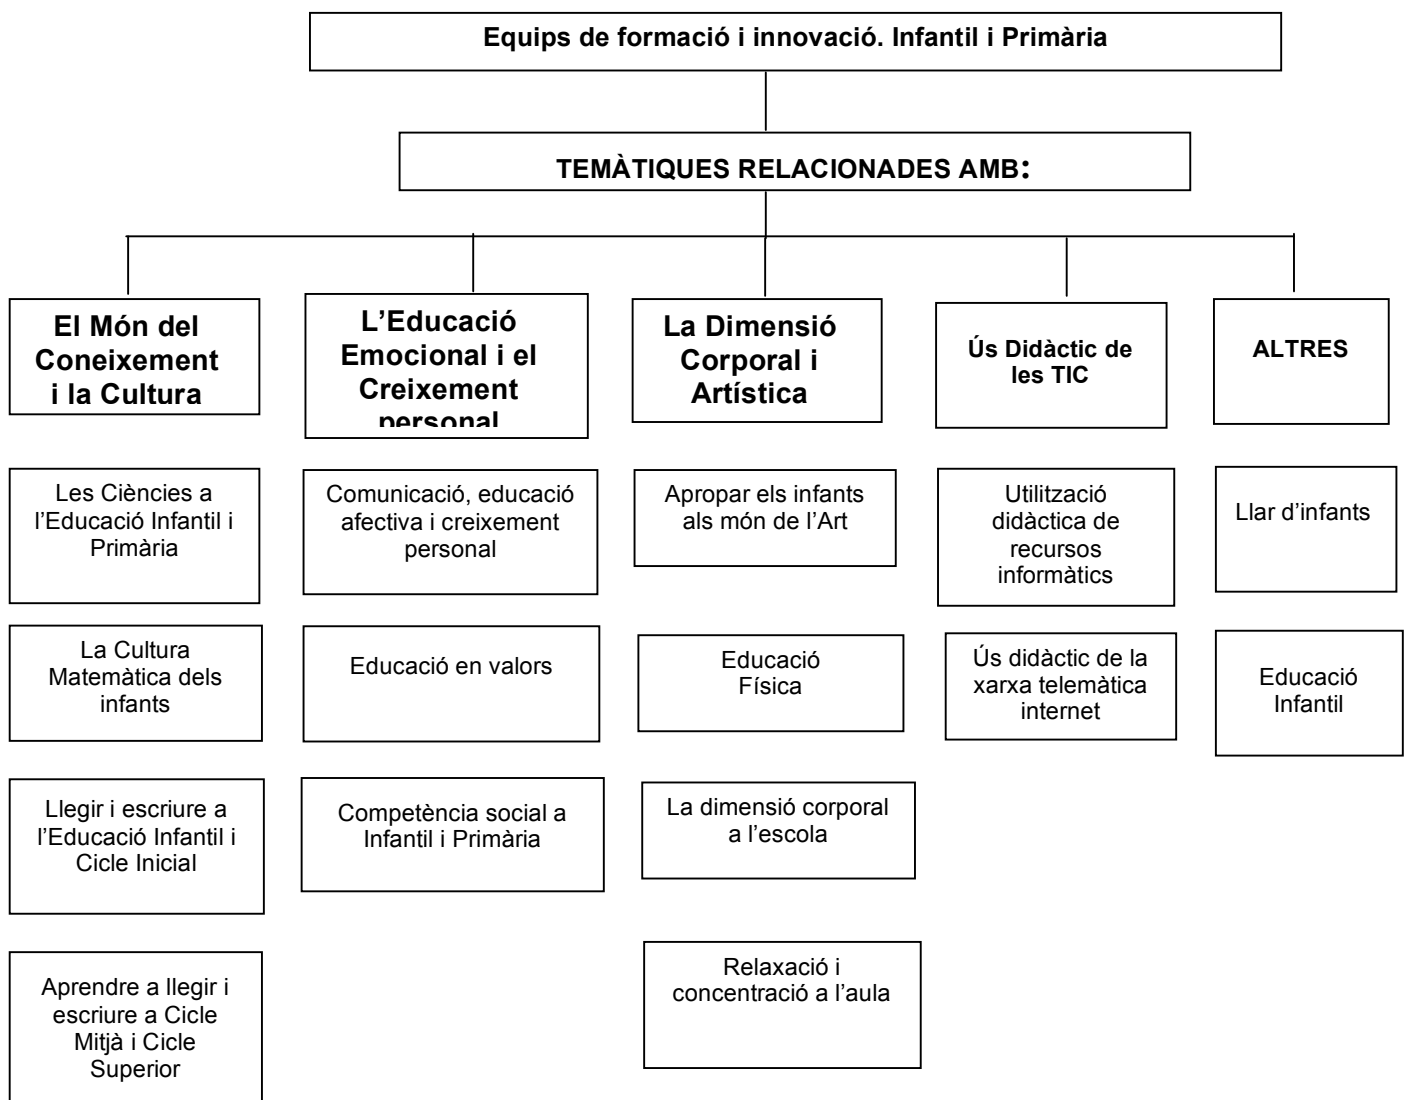 Equips de formació i innovació. Infantil i Primària
TEMÀTIQUES RELACIONADES AMB:
El Món del
Coneixement
i la Cultura
L’Educació
Emocional i el
Creixement
personal
La Dimensió
Corporal i
Artística
Ús Didàctic de
les TIC
ALTRES
Les Ciències a
l’Educació Infantil i
Primària
Comunicació, educació
afectiva i creixement
personal
Apropar els infants
als món de l’Art
Utilització
didàctica de
recursos
informàtics
Llar d’infants
La Cultura
Matemàtica dels
infants
Educació en valors
Educació
Física
Ús didàctic de la
xarxa telemàtica
internet
Educació
Infantil
Llegir i escriure a
l’Educació Infantil i
Cicle Inicial
Competència social a
Infantil i Primària
La dimensió corporal
a l’escola
Aprendre a llegir i
escriure a Cicle
Mitjà i Cicle
Superior
Relaxació i
concentració a l’aula